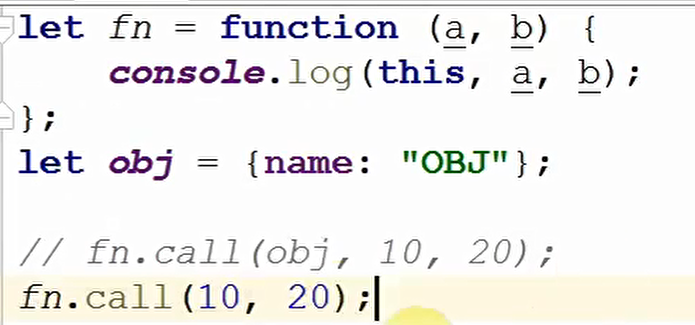 let fn = function (a, b) {
    console.log(this, a, b);
};
let obj = {name: "OBJ"};
// fn.call(obj, 10, 20);
fn.call(10, 20);